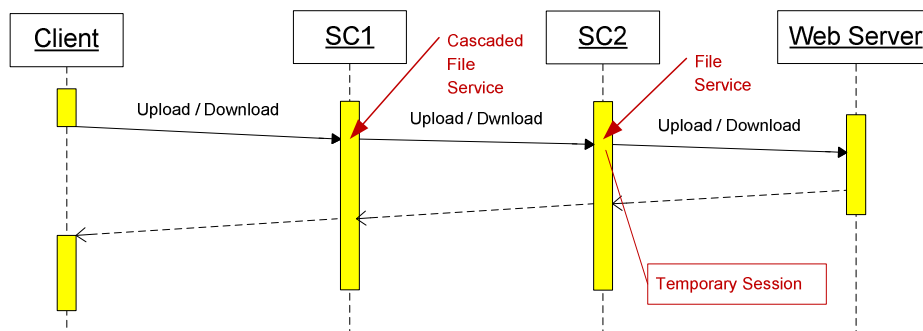 Client
SC1
SC2
Web Server
Cascaded
File
Service
File
Service
Upload / Download
Upload / Dwnload
Upload / Download
Temporary Session